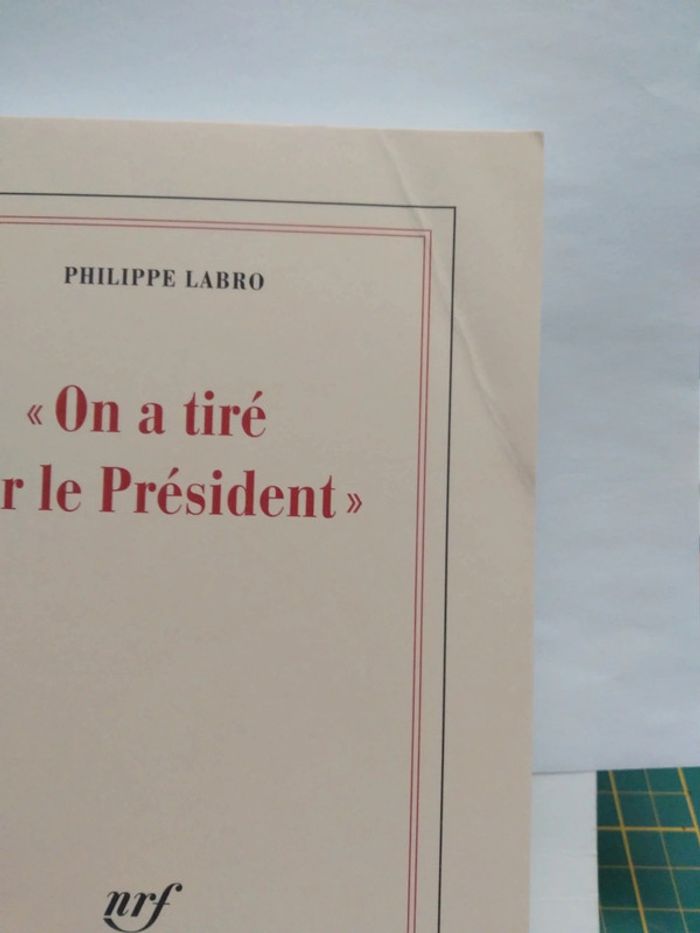 PHILIPPE LABRO
« On a tiré
r le Président »
nrf